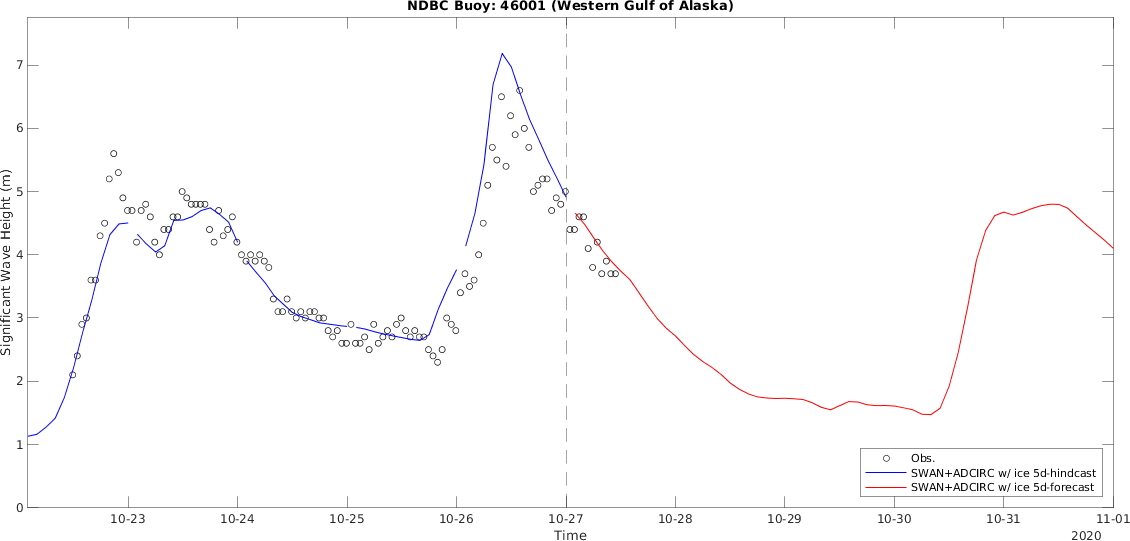 NDBC Buoy: 46001 (Western Gulf of Alaska)
Significant Wave Height (m)
7
6
5
4
3
2
1
0
Obs.
SWAN+ADCIRC w/ ice 5d-hindcast
SWAN+ADCIRC w/ ice 5d-forecast
10-23 10-24 10-25 10-26 10-27 10-28 10-29 10-30 10-31 11-01
Time
2020